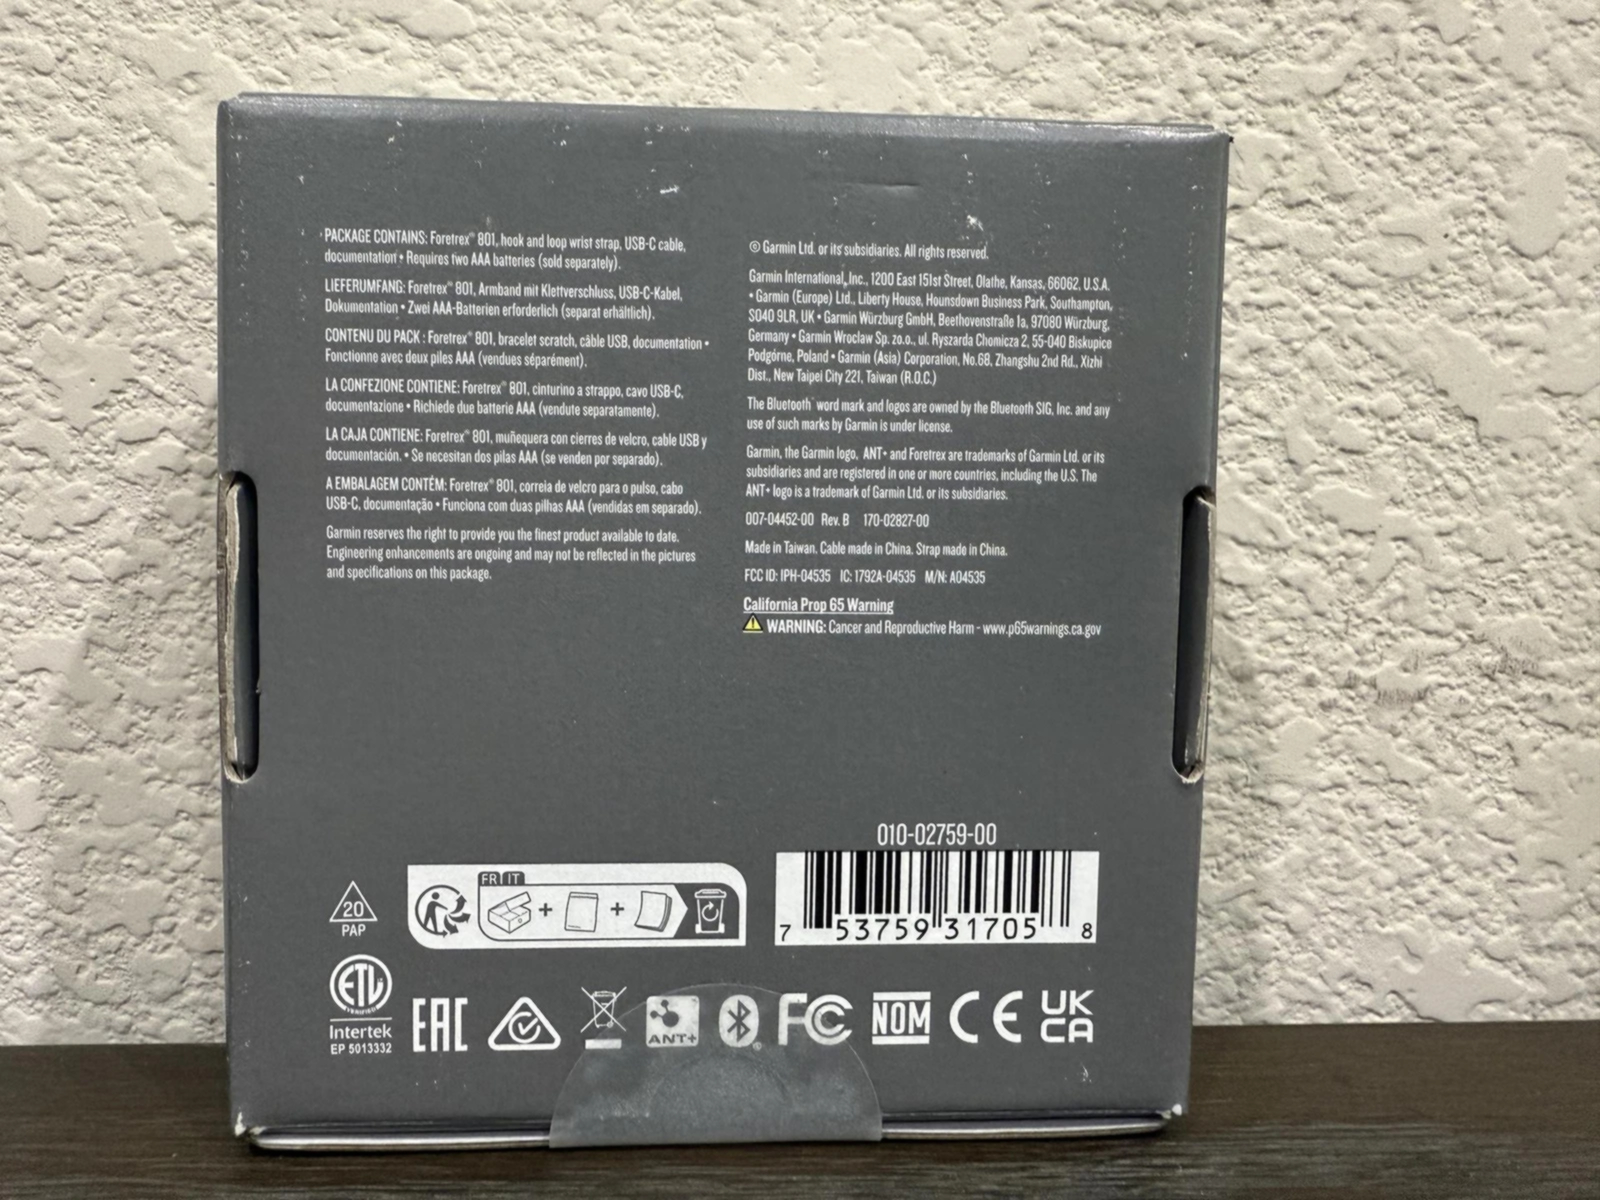 PACKAGE CONTAINS: Foretrex® 801, hook and loop wrist strap, USB-C cable,
documentation • Requires two AAA batteries (sold separately).
LIEFERUMFANG: Foretrex® 801, Armband mit Klettverschluss, USB-C-Kabel,
Dokumentation • Zwei AAA-Batterien erforderlich (separat erhältlich).
CONTENU DU PACK : Foretrex® 801, bracelet scratch, câble USB, documentation •
Fonctionne avec deux piles AAA (vendues séparément).
LA CONFEZIONE CONTIENE: Foretrex® 801, cinturino a strappo, cavo USB-C,
documentazione • Richiede due batterie AAA (vendute separatamente).
LA CAJA CONTIENE: Foretrex® 801, muñequera con cierres de velcro, cable USB y
documentación. • Se necesitan dos pilas AAA (se venden por separado).
A EMBALAGEM CONTÉM: Foretrex® 801, correia de velcro para o pulso, cabo
USB-C, documentação • Funciona com duas pilhas AAA (vendidas em separado).
Garmin reserves the right to provide you the finest product available to date.
Engineering enhancements are ongoing and may not be reflected in the pictures
and specifications on this package.
© Garmin Ltd. or its subsidiaries. All rights reserved.
Garmin International, Inc., 1200 East 151st Street, Olathe, Kansas, 66062, U.S.A.
• Garmin (Europe) Ltd., Liberty House, Hounsdown Business Park, Southampton,
SO40 9LR, UK • Garmin Würzburg GmbH, Beethovenstraße 1a, 97080 Würzburg,
Germany • Garmin Wroclaw Sp. zo.o., ul. Ryszarda Chomicza 2, 55-040 Biskupice
Podgórne, Poland • Garmin (Asia) Corporation, No.68, Zhangshu 2nd Rd., Xizhi
Dist., New Taipei City 221, Taiwan (R.O.C.)
The Bluetooth® word mark and logos are owned by the Bluetooth SIG, Inc. and any
use of such marks by Garmin is under license.
Garmin, the Garmin logo, ANT+ and Foretrex are trademarks of Garmin Ltd. or its
subsidiaries and are registered in one or more countries, including the U.S. The
ANT+ logo is a trademark of Garmin Ltd. or its subsidiaries.
007-04452-00 Rev. B 170-02827-00
Made in Taiwan. Cable made in China. Strap made in China.
FCC ID: IPH-04535 IC: 1792A-04535 M/N: A04535
California Prop 65 Warning
WARNING: Cancer and Reproductive Harm - www.p65warnings.ca.gov
010-02759-00
7 53759 31705 8
FR IT
20
PAP
ETL
VERIFIED
Intertek
EP 5013332
EAC
ANT+
FC
NOM
CE
UK
CA